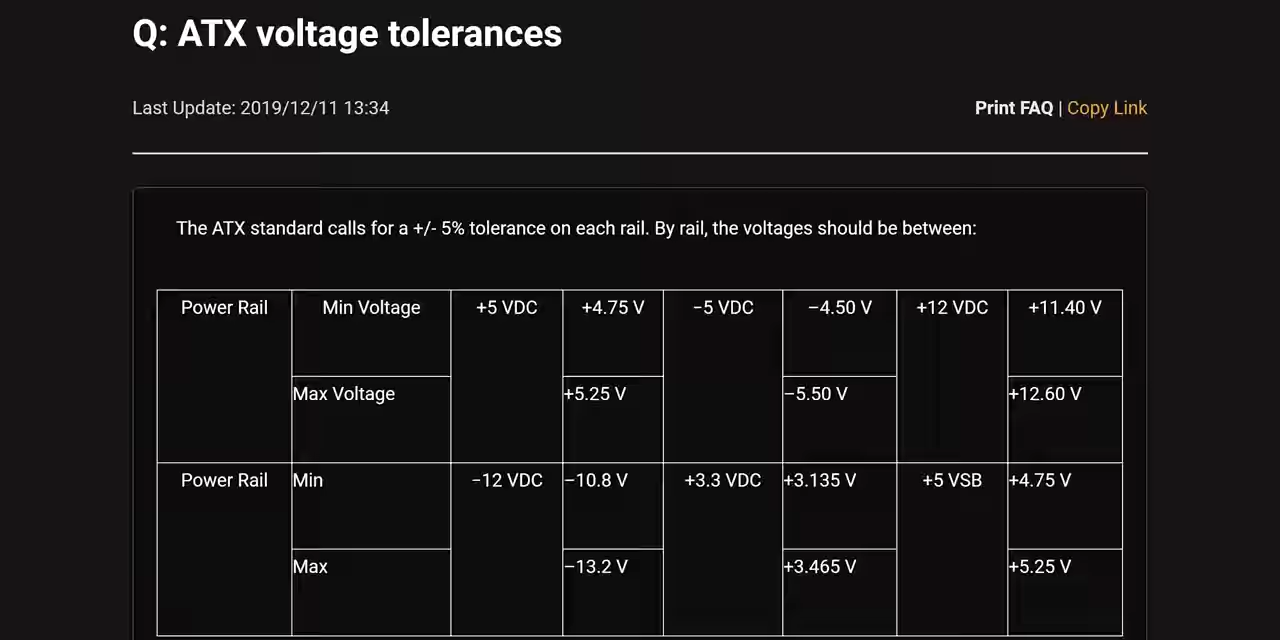 Q: ATX voltage tolerances
Last Update: 2019/12/11 13:34
Print FAQ | Copy Link
The ATX standard calls for a +/- 5% tolerance on each rail. By rail, the voltages should be between:
Power Rail Min Voltage +5 VDC +4.75 V −5 VDC −4.50 V +12 VDC +11.40 V
Max Voltage +5.25 V −5.50 V +12.60 V
Power Rail Min −12 VDC −10.8 V +3.3 VDC +3.135 V +5 VSB +4.75 V
Max −13.2 V +3.465 V +5.25 V